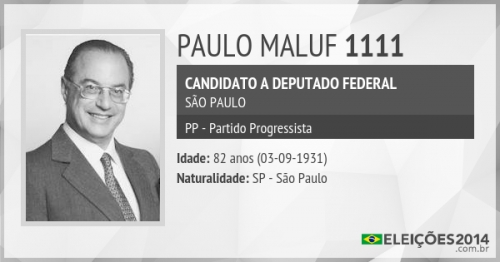 PAULO MALUF 1111
CANDIDATO A DEPUTADO FEDERAL
SÃO PAULO
PP - Partido Progressista
Idade: 82 anos (03-09-1931)
Naturalidade: SP - São Paulo
ELEIÇÕES2014
.com.br